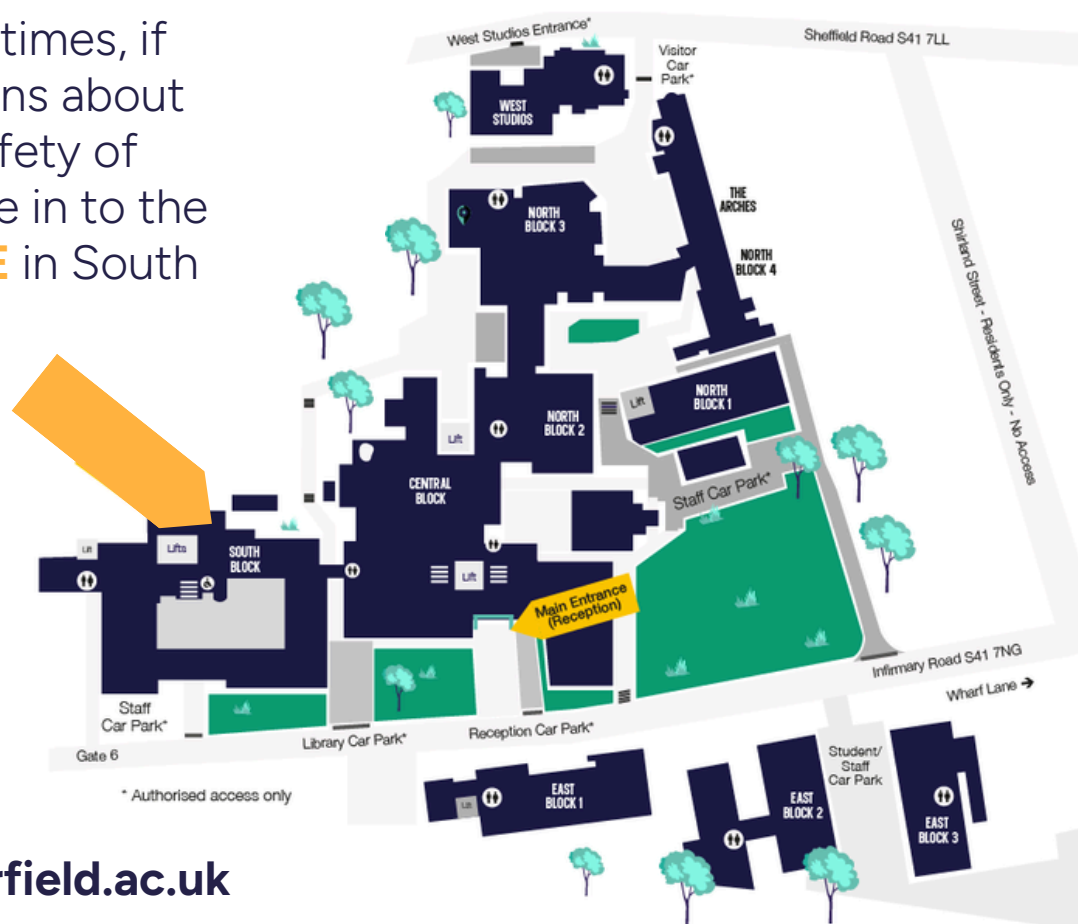 times, if
ns about
fety of
e in to the
E in South
West Studios Entrance*
Sheffield Road S41 7LL
Visitor
Car
Park*
WEST
STUDIOS
THE
ARCHES
NORTH
BLOCK 3
NORTH
BLOCK 4
Shirland Street - Residents Only - No Access
Lift
NORTH
BLOCK 1
NORTH
BLOCK 2
Lift
CENTRAL
BLOCK
Staff Car Park*
Lift
Lifts
SOUTH
BLOCK
Lift
Main Entrance
(Reception)
Infirmary Road S41 7NG
Wharf Lane →
Staff
Car Park*
Gate 6
Library Car Park*
Reception Car Park*
* Authorised access only
Student/
Staff
Car Park
Lift
EAST
BLOCK 1
EAST
BLOCK 2
EAST
BLOCK 3
rfield.ac.uk